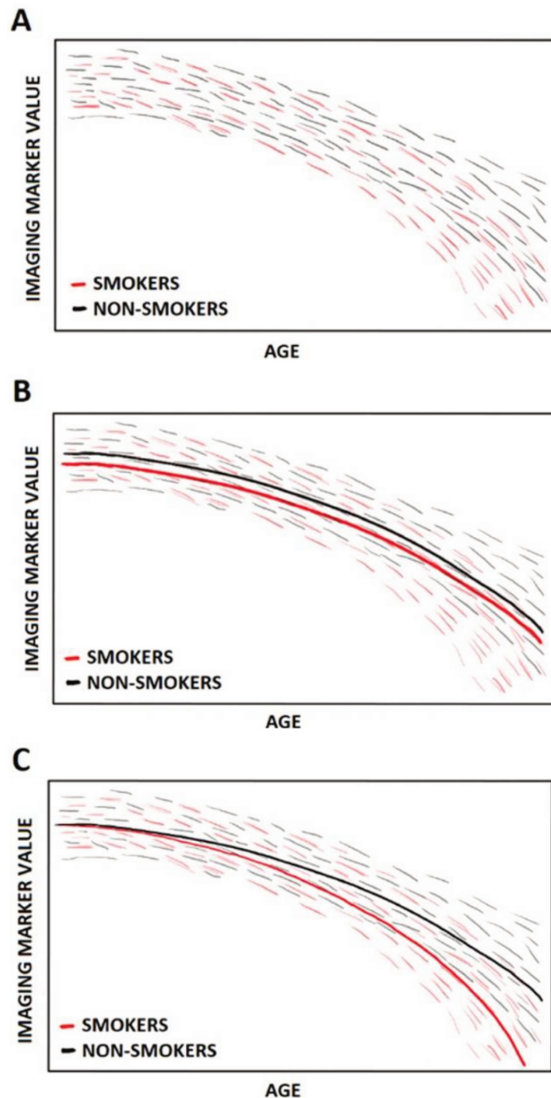 A
IMAGING MARKER VALUE
SMOKERS
NON-SMOKERS
AGE
B
IMAGING MARKER VALUE
SMOKERS
NON-SMOKERS
AGE
C
IMAGING MARKER VALUE
SMOKERS
NON-SMOKERS
AGE